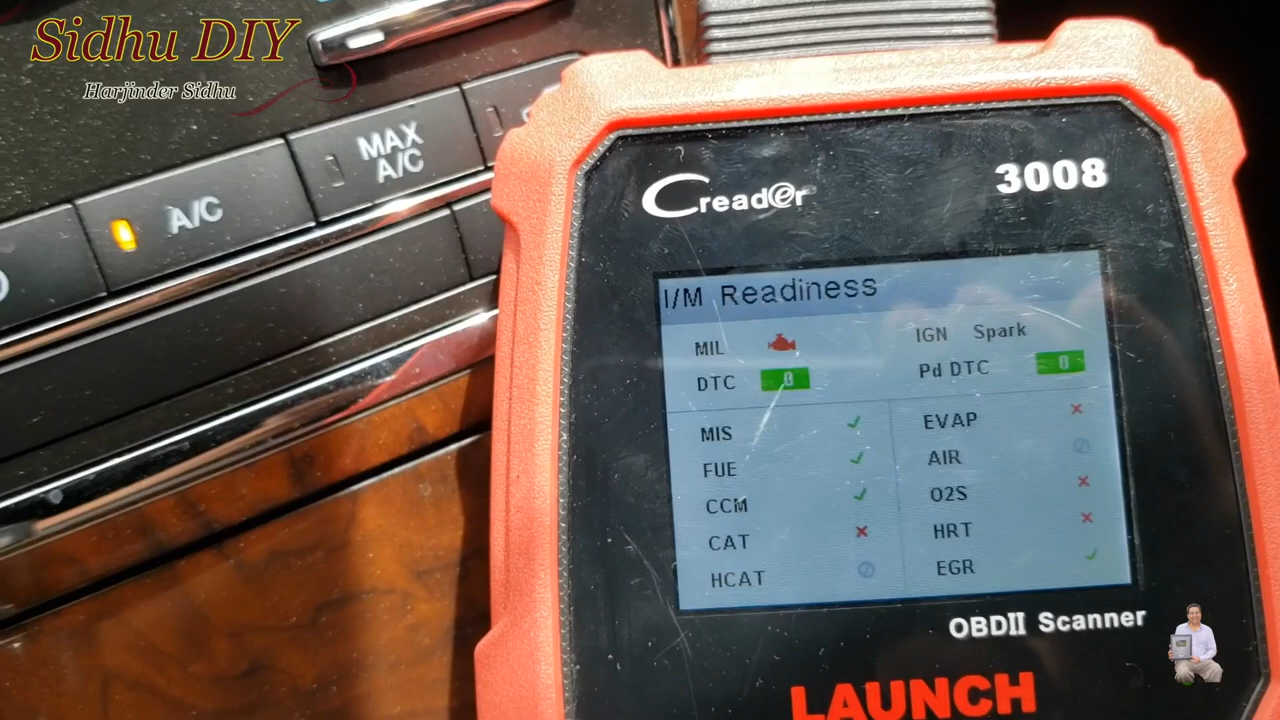 Sidhu DIY
Harjinder Sidhu
MAX
A/C
A/C
Creader 3008
I/M Readiness
MIL
IGN Spark
DTC 0
Pd DTC 0
MIS
EVAP
FUE
AIR
CCM
O2S
CAT
HRT
HCAT
EGR
OBDII Scanner
LAUNCH